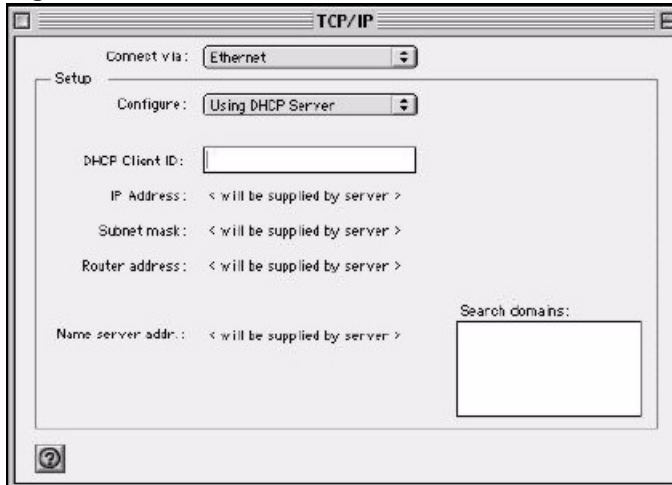 TCP/IP
Connect via: Ethernet
Setup
Configure: Using DHCP Server
DHCP Client ID:
IP Address: < will be supplied by server >
Subnet mask: < will be supplied by server >
Router address: < will be supplied by server >
Search domains:
Name server addr.: < will be supplied by server >
?